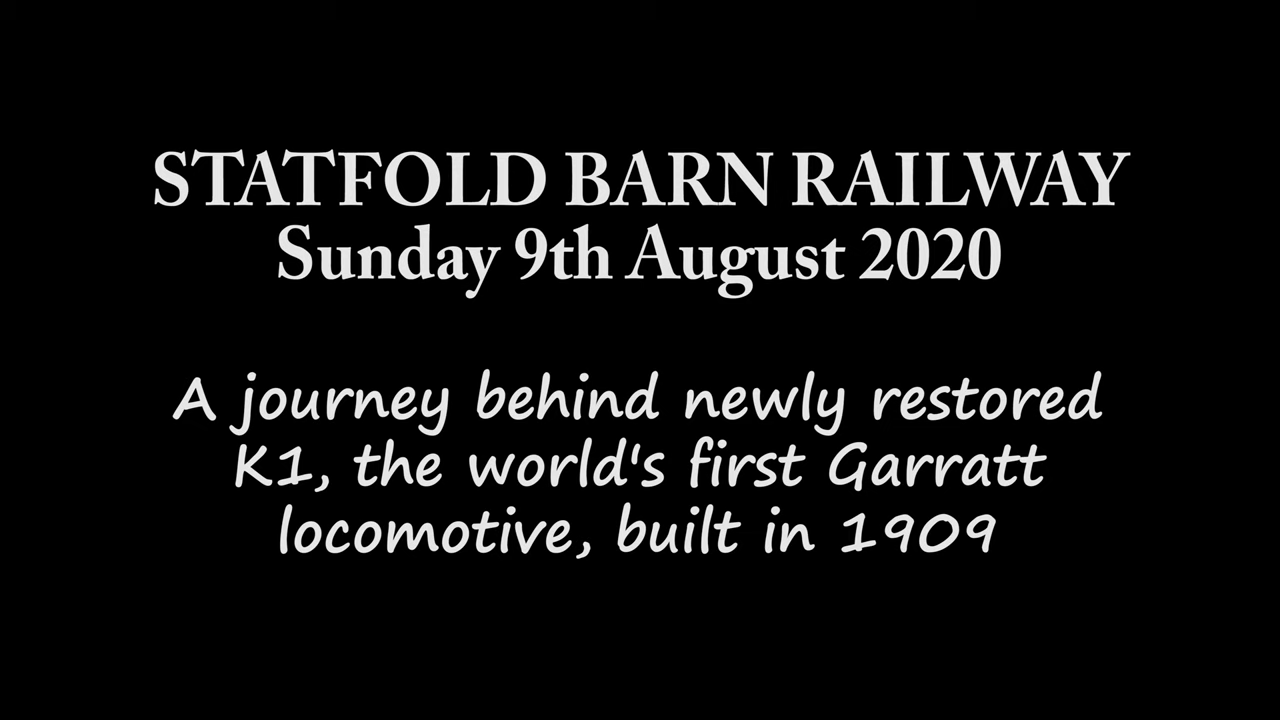 STATFOLD BARN RAILWAY
Sunday 9th August 2020
A journey behind newly restored
K1, the world's first Garratt
locomotive, built in 1909